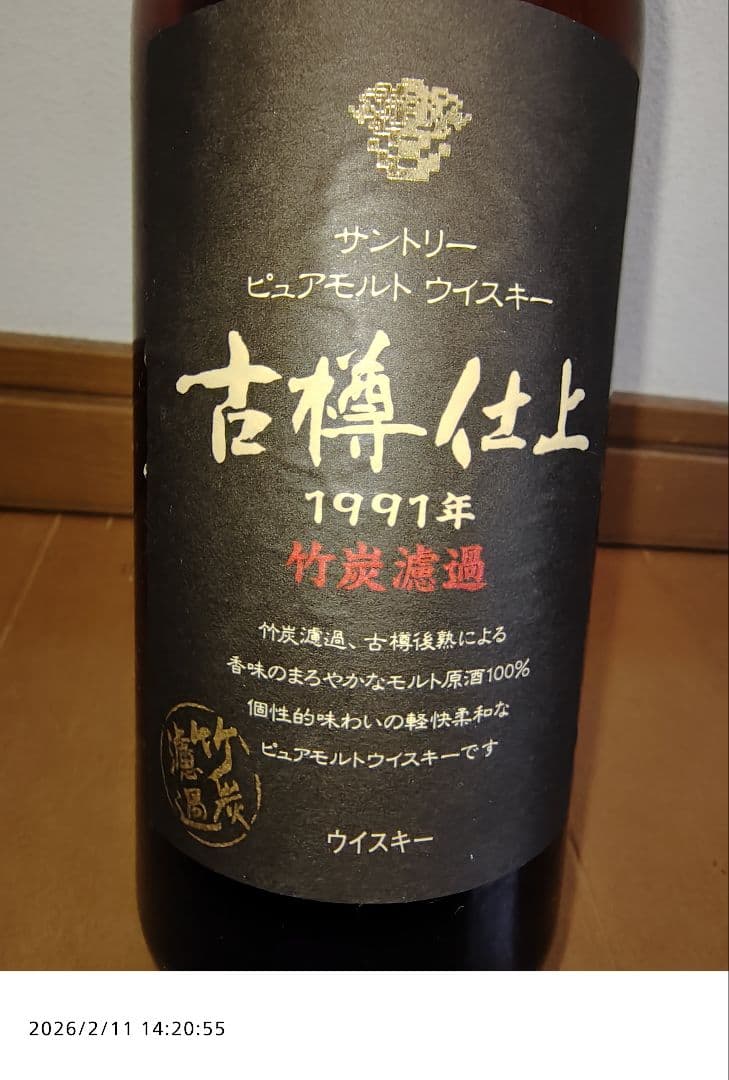 サントリー
ピュアモルト ウイスキー
古樽仕上
1991年
竹炭濾過
竹炭濾過、古樽後熟による
香味のまろやかなモルト原酒100%
個性的味わいの軽快柔和な
ピュアモルトウイスキーです
竹炭
濾過
ウイスキー
2026/2/11 14:20:55